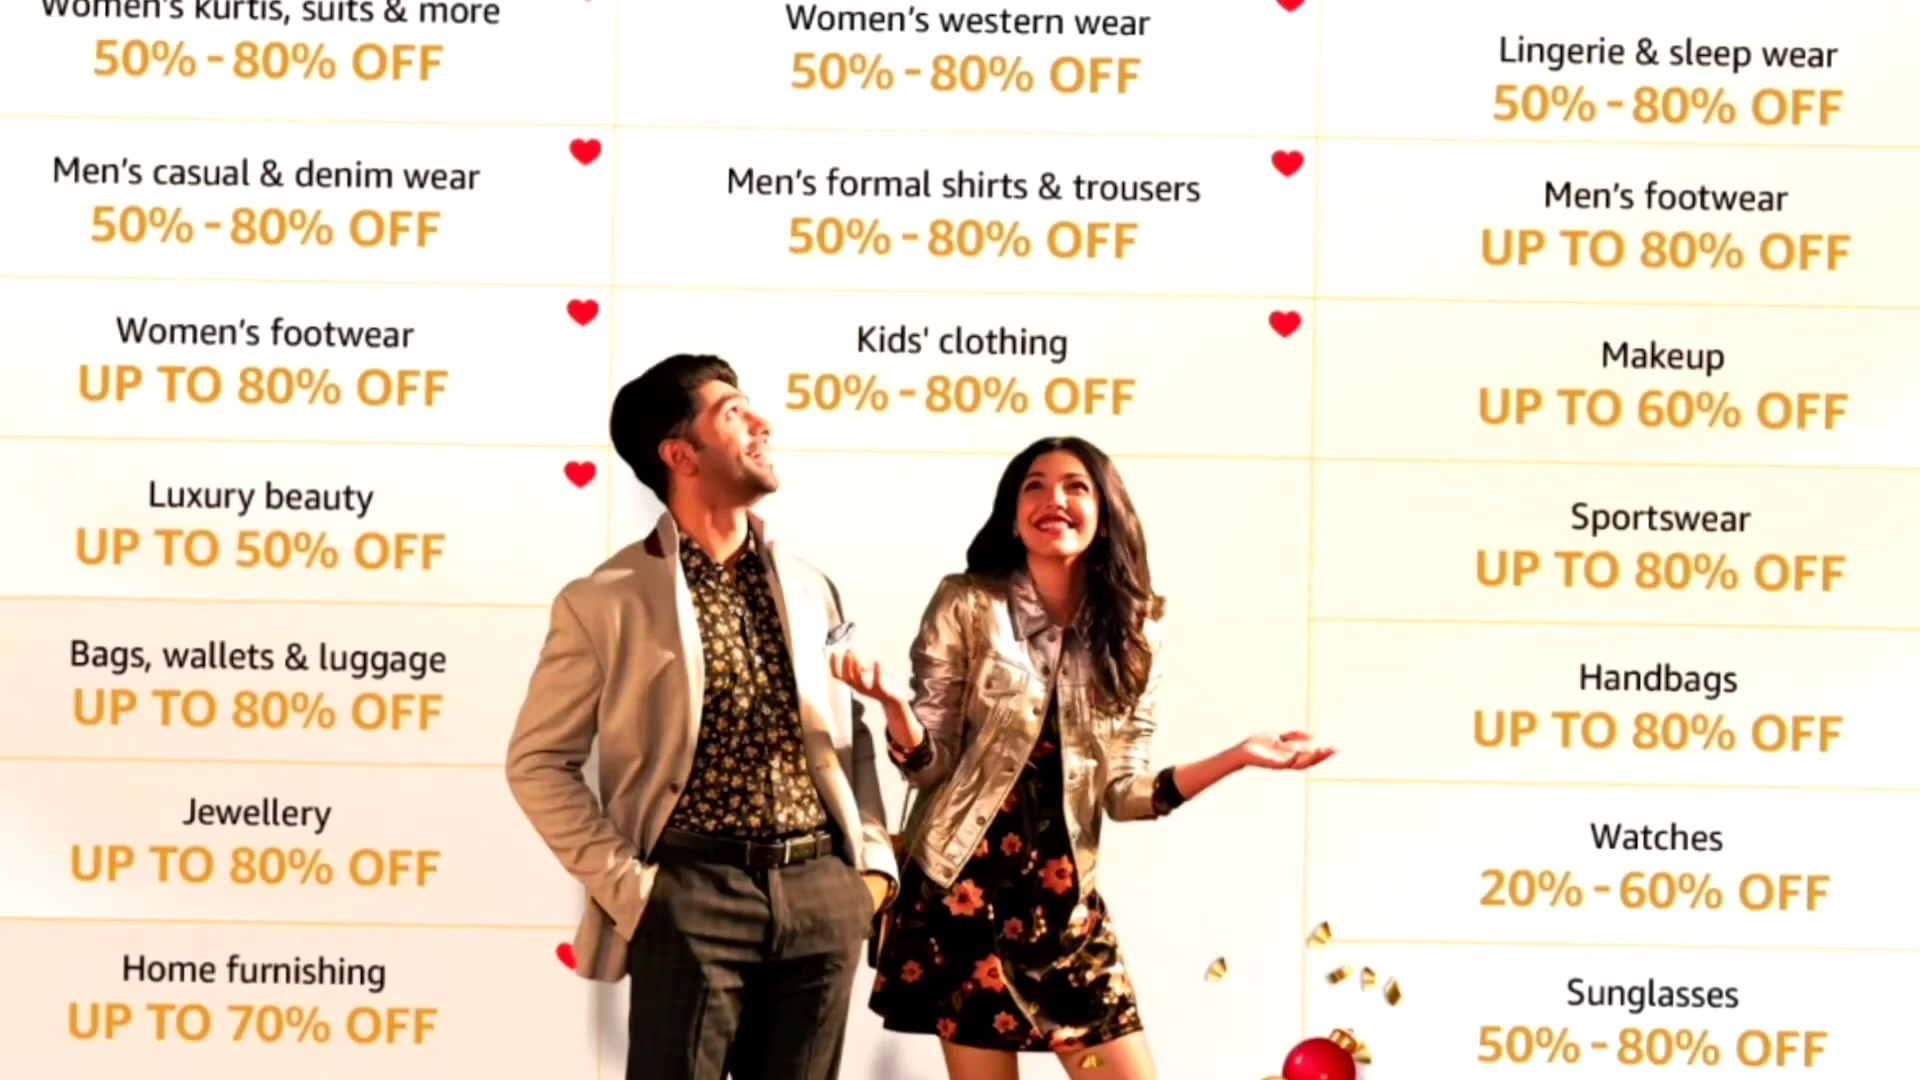 Women's kurtis, suits & more
50% - 80% OFF
Women's western wear
50% - 80% OFF
Lingerie & sleep wear
50% - 80% OFF
Men's casual & denim wear
50% - 80% OFF
Men's formal shirts & trousers
50% - 80% OFF
Men's footwear
UP TO 80% OFF
Women's footwear
UP TO 80% OFF
Kids' clothing
50% - 80% OFF
Makeup
UP TO 60% OFF
Luxury beauty
UP TO 50% OFF
Sportswear
UP TO 80% OFF
Bags, wallets & luggage
UP TO 80% OFF
Handbags
UP TO 80% OFF
Jewellery
UP TO 80% OFF
Watches
20% - 60% OFF
Home furnishing
UP TO 70% OFF
Sunglasses
50% - 80% OFF